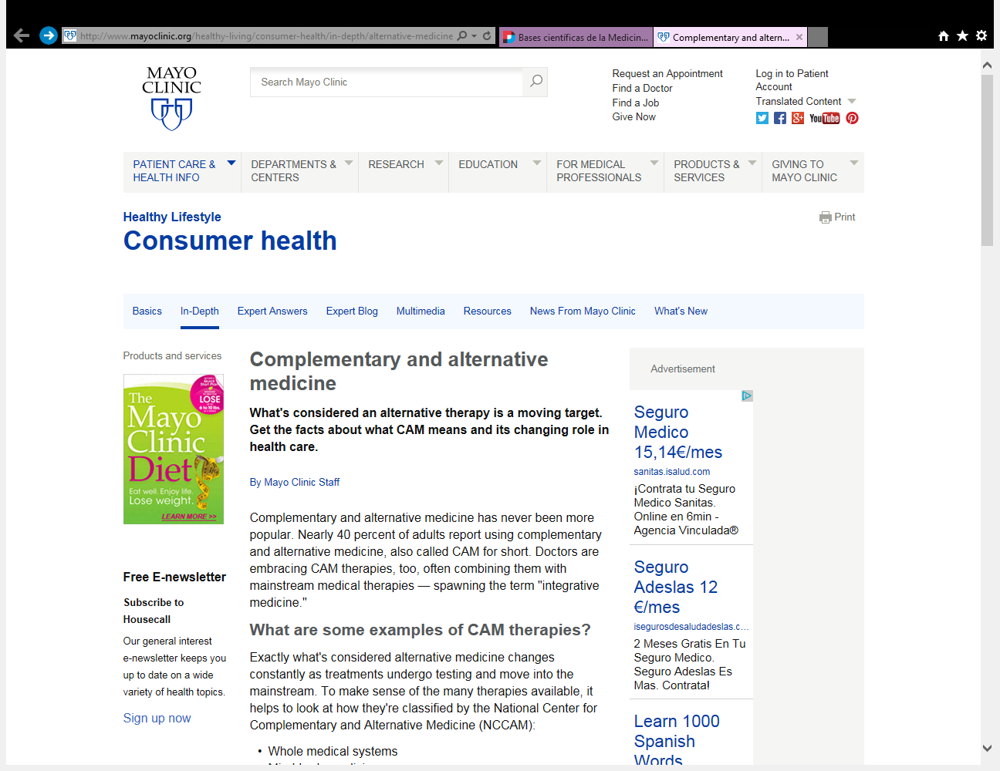 http://www.mayoclinic.org/healthy-living/consumer-health/in-depth/alternative-medicine
Bases científicas de la Medicin...
Complementary and altern...
MAYO
CLINIC
Search Mayo Clinic
Request an Appointment
Find a Doctor
Find a Job
Give Now
Log in to Patient
Account
Translated Content
YouTube
PATIENT CARE &
HEALTH INFO
DEPARTMENTS &
CENTERS
RESEARCH
EDUCATION
FOR MEDICAL
PROFESSIONALS
PRODUCTS &
SERVICES
GIVING TO
MAYO CLINIC
Healthy Lifestyle
Consumer health
Print
Basics
In-Depth
Expert Answers
Expert Blog
Multimedia
Resources
News From Mayo Clinic
What's New
Products and services
Quick
Start Plan
LOSE
6 to 10 lbs.
The
Mayo
Clinic
Diet
Eat well. Enjoy life.
Lose weight.
LEARN MORE >>
Free E-newsletter
Subscribe to
Housecall
Our general interest
e-newsletter keeps you
up to date on a wide
variety of health topics.
Sign up now
Complementary and alternative
medicine
What's considered an alternative therapy is a moving target.
Get the facts about what CAM means and its changing role in
health care.
By Mayo Clinic Staff
Complementary and alternative medicine has never been more
popular. Nearly 40 percent of adults report using complementary
and alternative medicine, also called CAM for short. Doctors are
embracing CAM therapies, too, often combining them with
mainstream medical therapies — spawning the term "integrative
medicine."
What are some examples of CAM therapies?
Exactly what's considered alternative medicine changes
constantly as treatments undergo testing and move into the
mainstream. To make sense of the many therapies available, it
helps to look at how they're classified by the National Center for
Complementary and Alternative Medicine (NCCAM):
• Whole medical systems
Advertisement
Seguro
Medico
15,14€/mes
sanitas.isalud.com
¡Contrata tu Seguro
Medico Sanitas.
Online en 6min -
Agencia Vinculada®
Seguro
Adeslas 12
€/mes
isegurosdesaludadeslas.c...
2 Meses Gratis En Tu
Seguro Medico.
Seguro Adeslas Es
Mas. Contrata!
Learn 1000
Spanish
Words